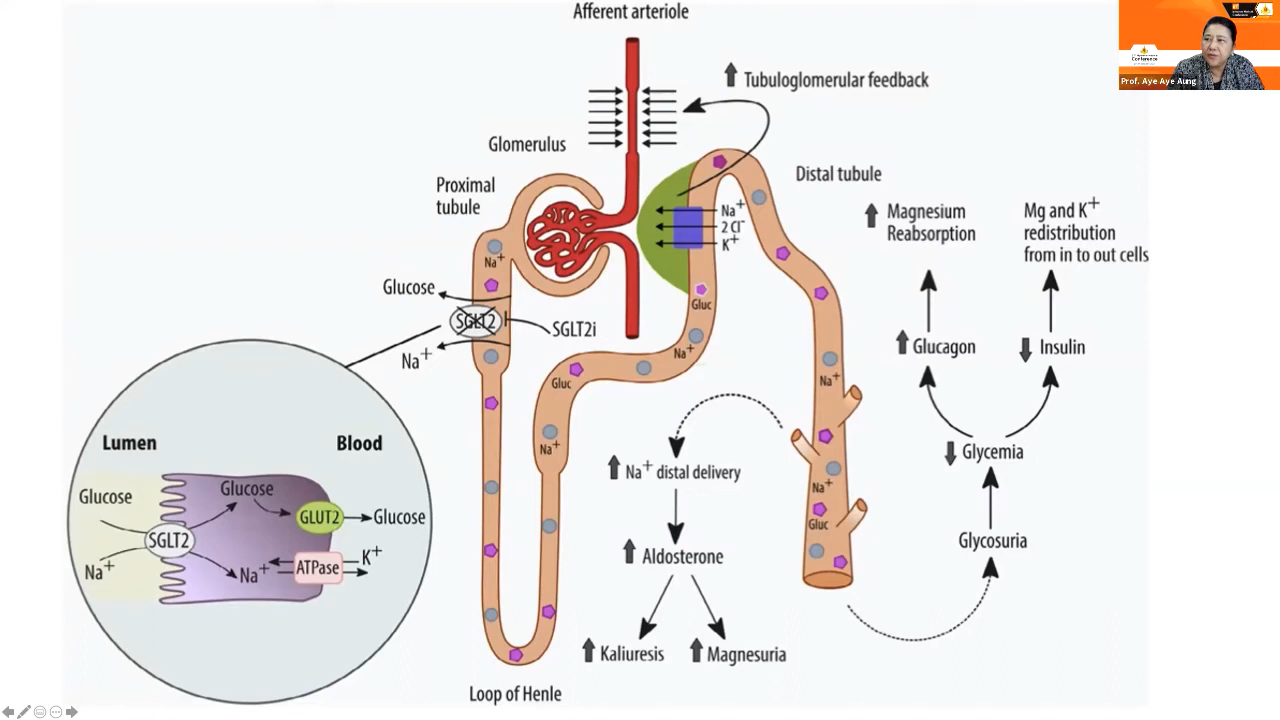 Afferent arteriole
Tubuloglomerular feedback
Glomerulus
Proximal
tubule
Distal tubule
Na+
2 Cl-
K+
Magnesium
Reabsorption
Mg and K+
redistribution
from in to out cells
Na+
Glucose
SGLT2
SGLT2i
Na+
Gluc
Na+
Gluc
Na+
Glucagon
Insulin
Na+
Glycemia
Na+ distal delivery
Na+
Gluc
Glycosuria
Aldosterone
Kaliuresis
Magnesuria
Loop of Henle
Lumen
Blood
Glucose
Glucose
GLUT2
Glucose
SGLT2
Na+
Na+
ATPase
K+
Conference
Prof. Aye Aye Aung